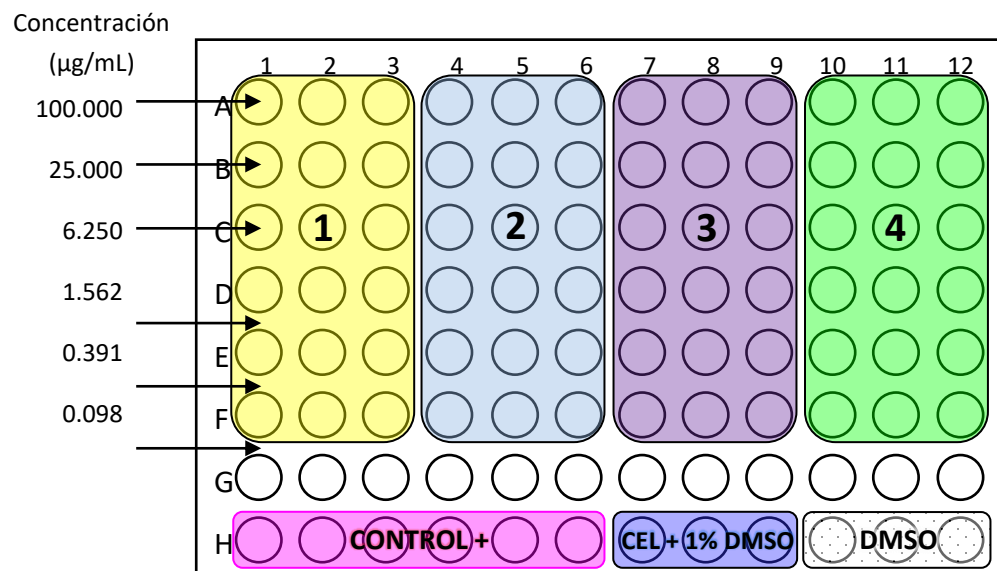 Concentración
(µg/mL)
1 2 3 4 5 6 7 8 9 10 11 12
100.000 A
25.000 B
6.250 C 1 2 3 4
1.562 D
0.391 E
0.098 F
G
H CONTROL + CEL + 1% DMSO DMSO